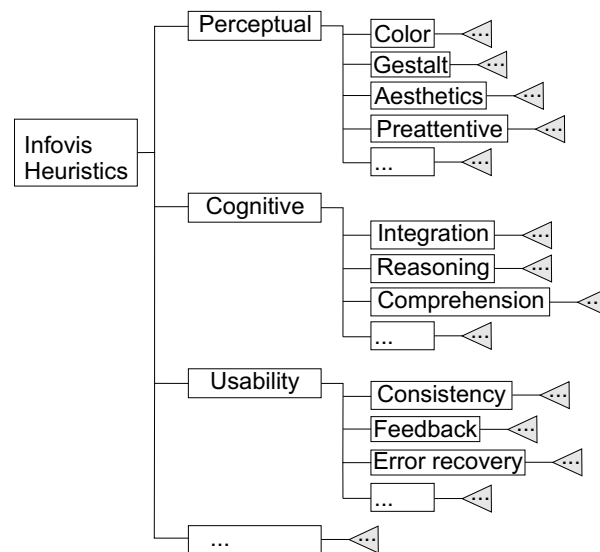 Infovis
Heuristics
Perceptual
Color ...
Gestalt ...
Aesthetics ...
Preattentive ...
... ...
Cognitive
Integration ...
Reasoning ...
Comprehension ...
... ...
Usability
Consistency ...
Feedback ...
Error recovery ...
... ...
... ...